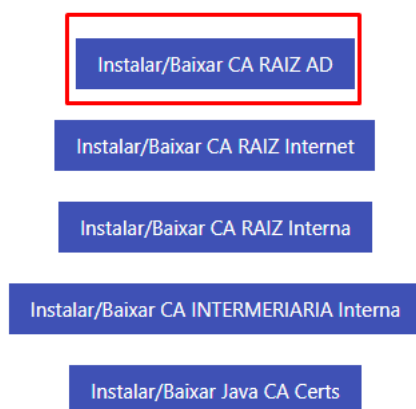 Instalar/Baixar CA RAIZ AD
Instalar/Baixar CA RAIZ Internet
Instalar/Baixar CA RAIZ Interna
Instalar/Baixar CA INTERMERIARIA Interna
Instalar/Baixar Java CA Certs